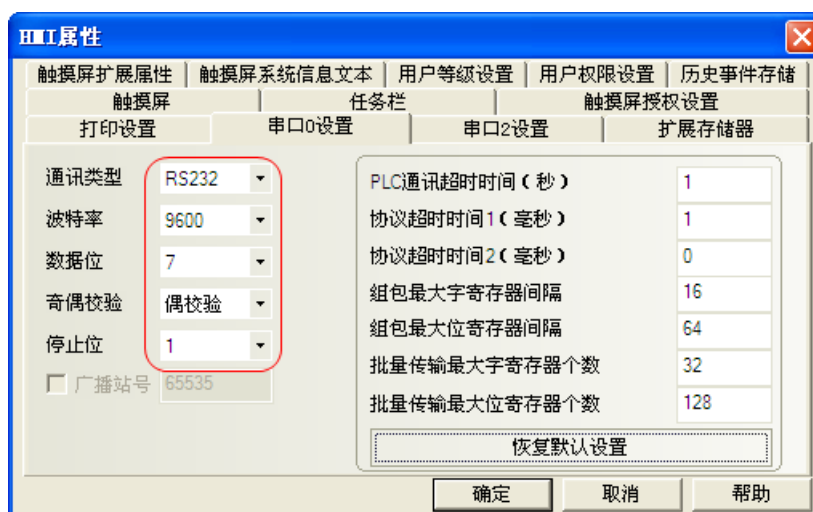 HMI属性
触摸屏扩展属性 触摸屏系统信息文本 用户等级设置 用户权限设置 历史事件存储
触摸屏 任务栏 触摸屏授权设置
打印设置 串口0设置 串口2设置 扩展存储器
通讯类型 RS232
波特率 9600
数据位 7
奇偶校验 偶校验
停止位 1
广播站号 65535
PLC通讯超时时间(秒) 1
协议超时时间1(毫秒) 1
协议超时时间2(毫秒) 0
组包最大字寄存器间隔 16
组包最大位寄存器间隔 64
批量传输最大字寄存器个数 32
批量传输最大位寄存器个数 128
恢复默认设置
确定 取消 帮助